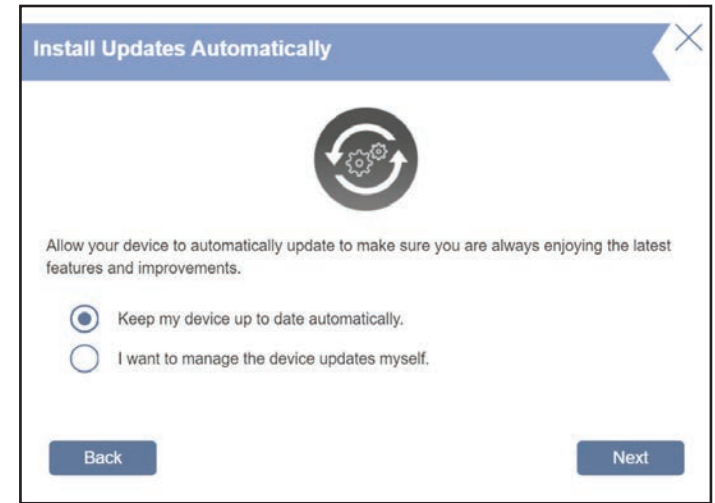 Install Updates Automatically
Allow your device to automatically update to make sure you are always enjoying the latest
features and improvements.
Keep my device up to date automatically.
I want to manage the device updates myself.
Back
Next